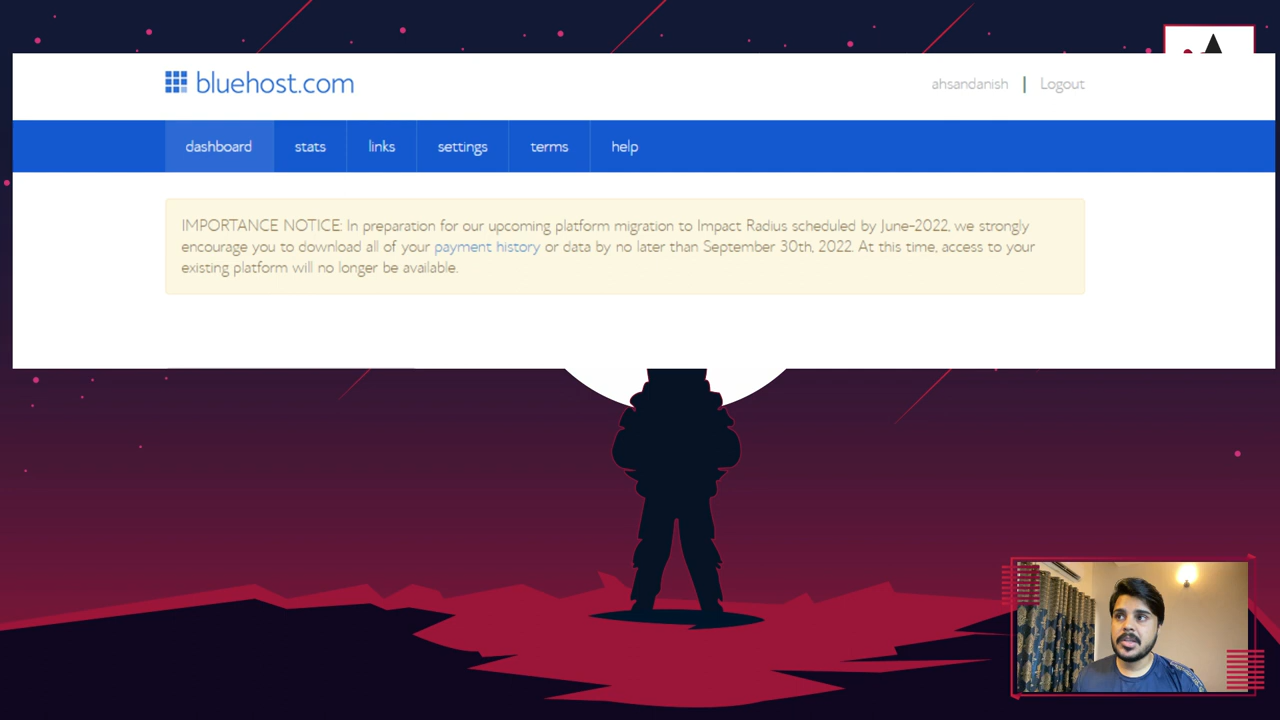 bluehost.com
ahsandanish | Logout
dashboard stats links settings terms help
IMPORTANCE NOTICE: In preparation for our upcoming platform migration to Impact Radius scheduled by June-2022, we strongly
encourage you to download all of your payment history or data by no later than September 30th, 2022. At this time, access to your
existing platform will no longer be available.